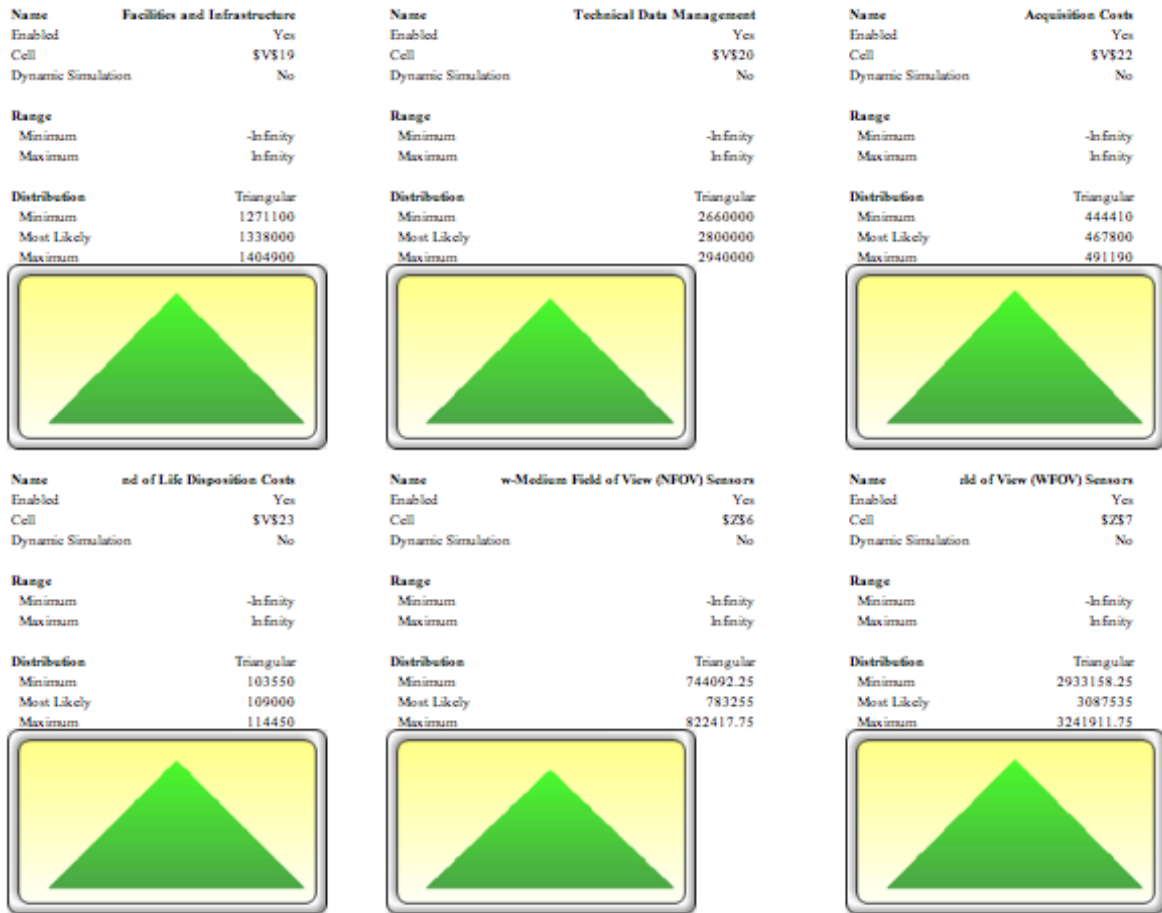 Name Facilities and Infrastructure
Enabled Yes
Cell $V$19
Dynamic Simulation No
Range
Minimum -Infinity
Maximum Infinity
Distribution Triangular
Minimum 1271100
Most Likely 1338000
Maximum 1404900
Name Technical Data Management
Enabled Yes
Cell $V$20
Dynamic Simulation No
Range
Minimum -Infinity
Maximum Infinity
Distribution Triangular
Minimum 2660000
Most Likely 2800000
Maximum 2940000
Name Acquisition Costs
Enabled Yes
Cell $V$22
Dynamic Simulation No
Range
Minimum -Infinity
Maximum Infinity
Distribution Triangular
Minimum 444410
Most Likely 467800
Maximum 491190
Name nd of Life Disposition Costs
Enabled Yes
Cell $V$23
Dynamic Simulation No
Range
Minimum -Infinity
Maximum Infinity
Distribution Triangular
Minimum 103550
Most Likely 109000
Maximum 114450
Name w-Medium Field of View (NFOV) Sensors
Enabled Yes
Cell $Z$6
Dynamic Simulation No
Range
Minimum -Infinity
Maximum Infinity
Distribution Triangular
Minimum 744092.25
Most Likely 783255
Maximum 822417.75
Name eld of View (WFOV) Sensors
Enabled Yes
Cell $Z$7
Dynamic Simulation No
Range
Minimum -Infinity
Maximum Infinity
Distribution Triangular
Minimum 2933158.25
Most Likely 3087535
Maximum 3241911.75